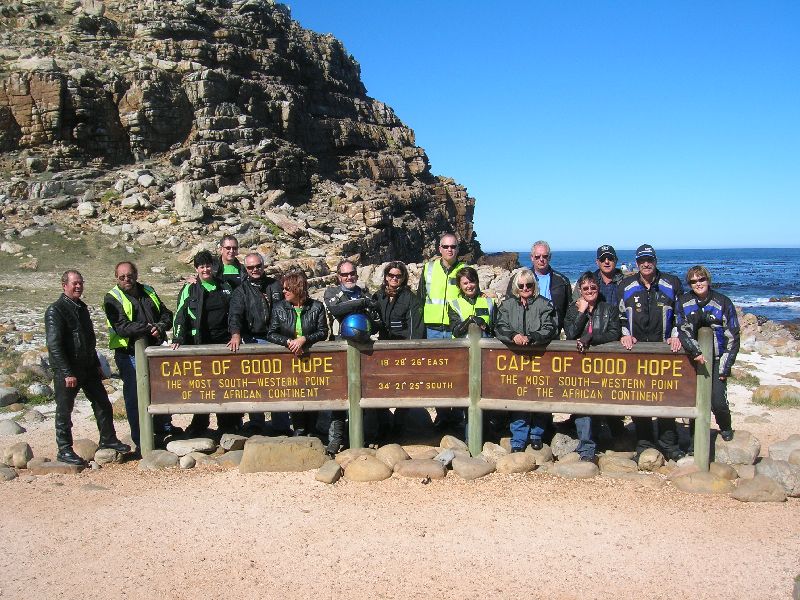 CAPE OF GOOD HOPE
THE MOST SOUTH-WESTERN POINT
OF THE AFRICAN CONTINENT
18° 28' 26" EAST
34° 21' 25" SOUTH
CAPE OF GOOD HOPE
THE MOST SOUTH-WESTERN POINT
OF THE AFRICAN CONTINENT